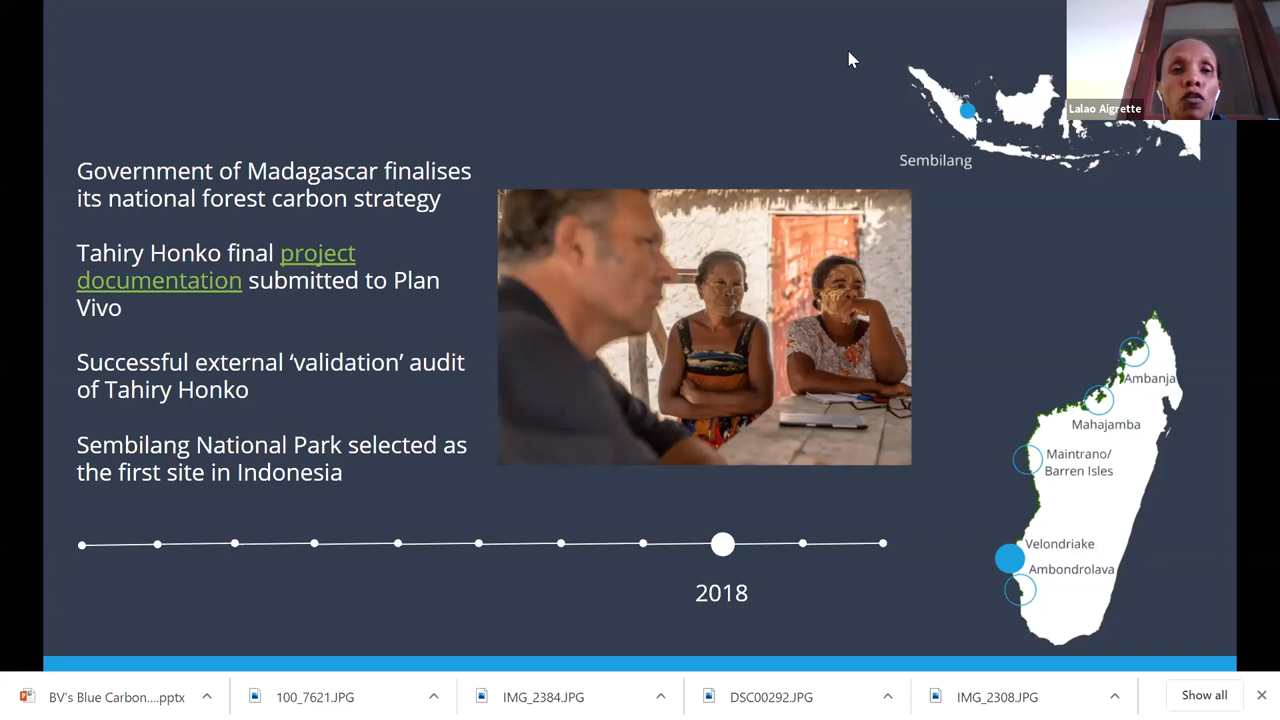 Lalao Aigrette
Sembilang
Government of Madagascar finalises
its national forest carbon strategy
Tahiry Honko final project
documentation submitted to Plan
Vivo
Successful external ‘validation’ audit
of Tahiry Honko
Sembilang National Park selected as
the first site in Indonesia
2018
Ambanja
Mahajamba
Maintrano/
Barren Isles
Velondriake
Ambondrolava
BV's Blue Carbon....pptx
100_7621.JPG
IMG_2384.JPG
DSC00292.JPG
IMG_2308.JPG
Show all